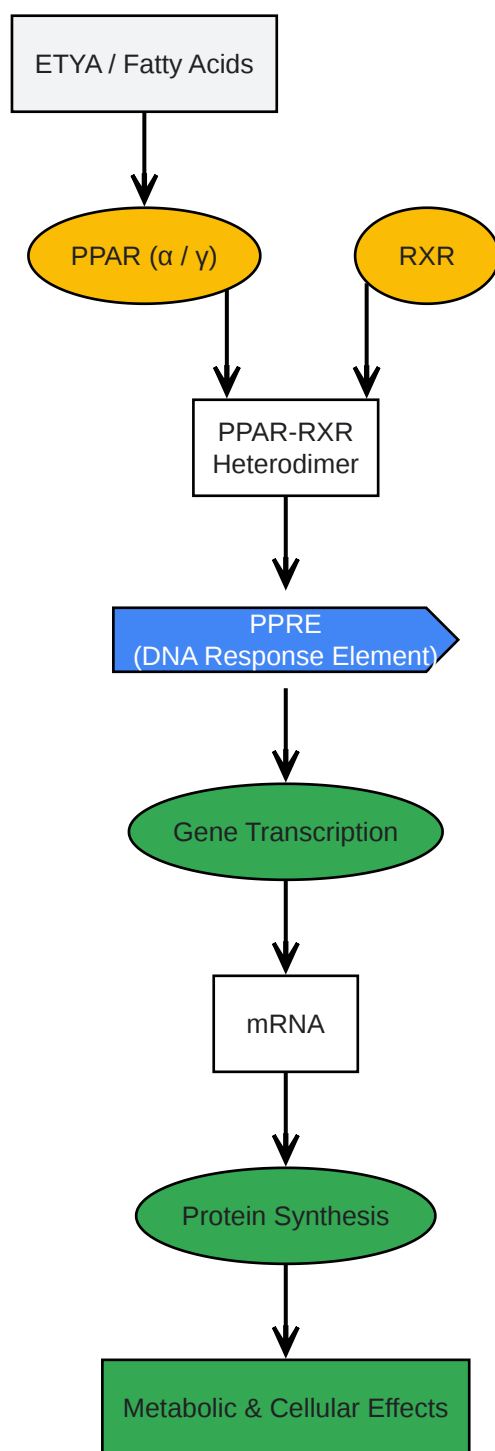 ETYA / Fatty Acids
PPAR (α / γ)
RXR
PPAR-RXR
Heterodimer
PPRE
(DNA Response Element)
Gene Transcription
mRNA
Protein Synthesis
Metabolic & Cellular Effects